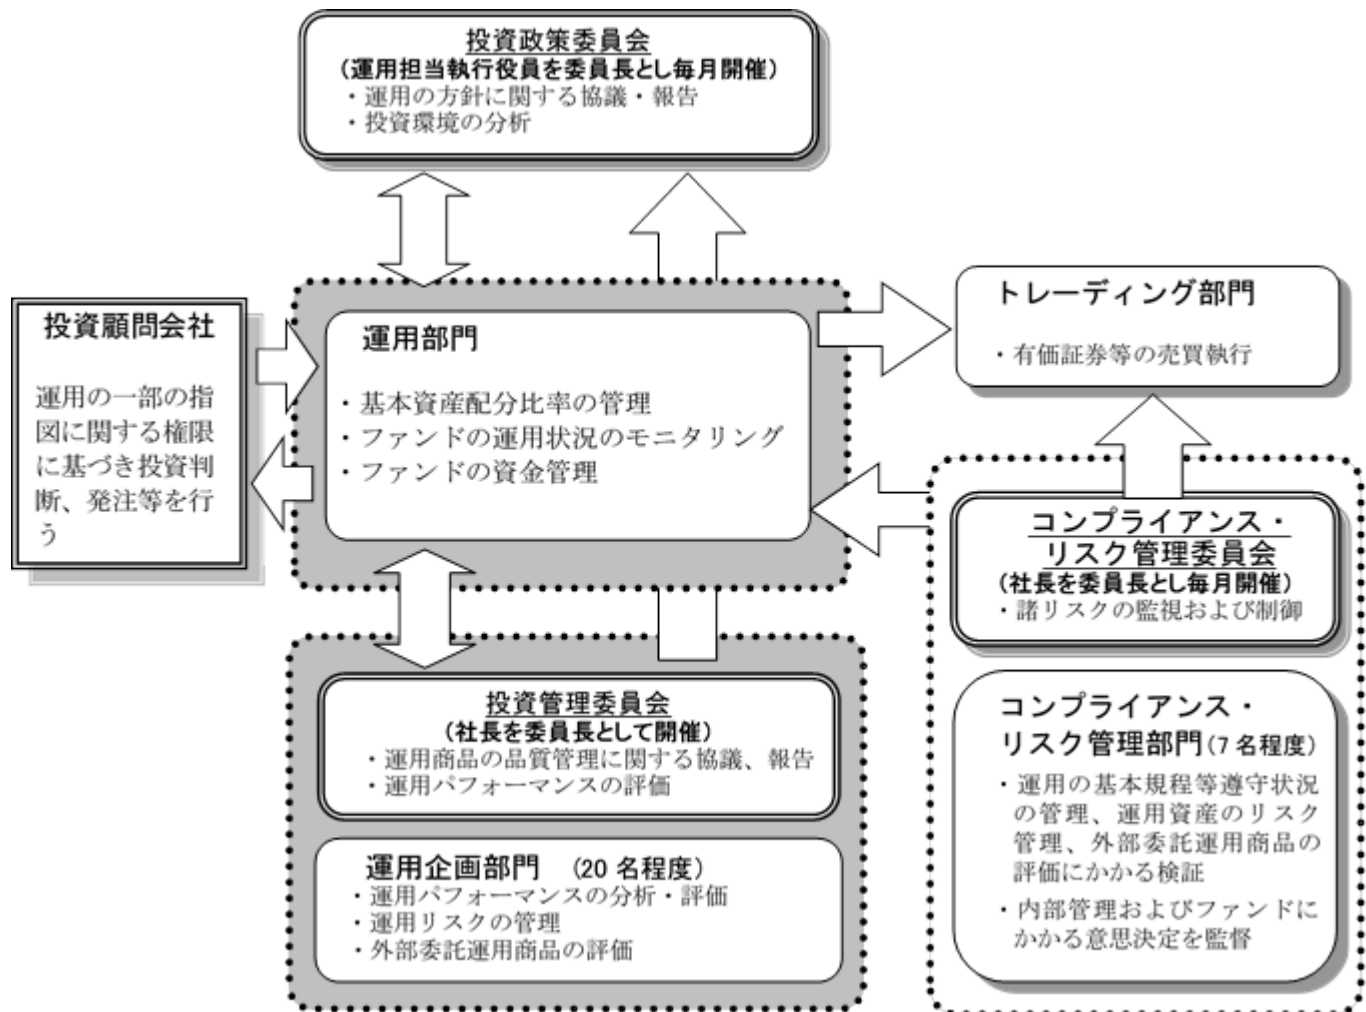 投資政策委員会
(運用担当執行役員を委員長とし毎月開催)
・運用の方針に関する協議・報告
・投資環境の分析
投資顧問会社
運用の一部の指
図に関する権限
に基づき投資判
断、発注等を行
う
運用部門
・基本資産配分比率の管理
・ファンドの運用状況のモニタリング
・ファンドの資金管理
トレーディング部門
・有価証券等の売買執行
コンプライアンス・
リスク管理委員会
(社長を委員長とし毎月開催)
・諸リスクの監視および制御
コンプライアンス・
リスク管理部門(7 名程度)
・運用の基本規程等遵守状況
の管理、運用資産のリスク
管理、外部委託運用商品の
評価にかかる検証
・内部管理およびファンドに
かかる意思決定を監督
投資管理委員会
(社長を委員長として開催)
・運用商品の品質管理に関する協議、報告
・運用パフォーマンスの評価
運用企画部門 (20 名程度)
・運用パフォーマンスの分析・評価
・運用リスクの管理
・外部委託運用商品の評価